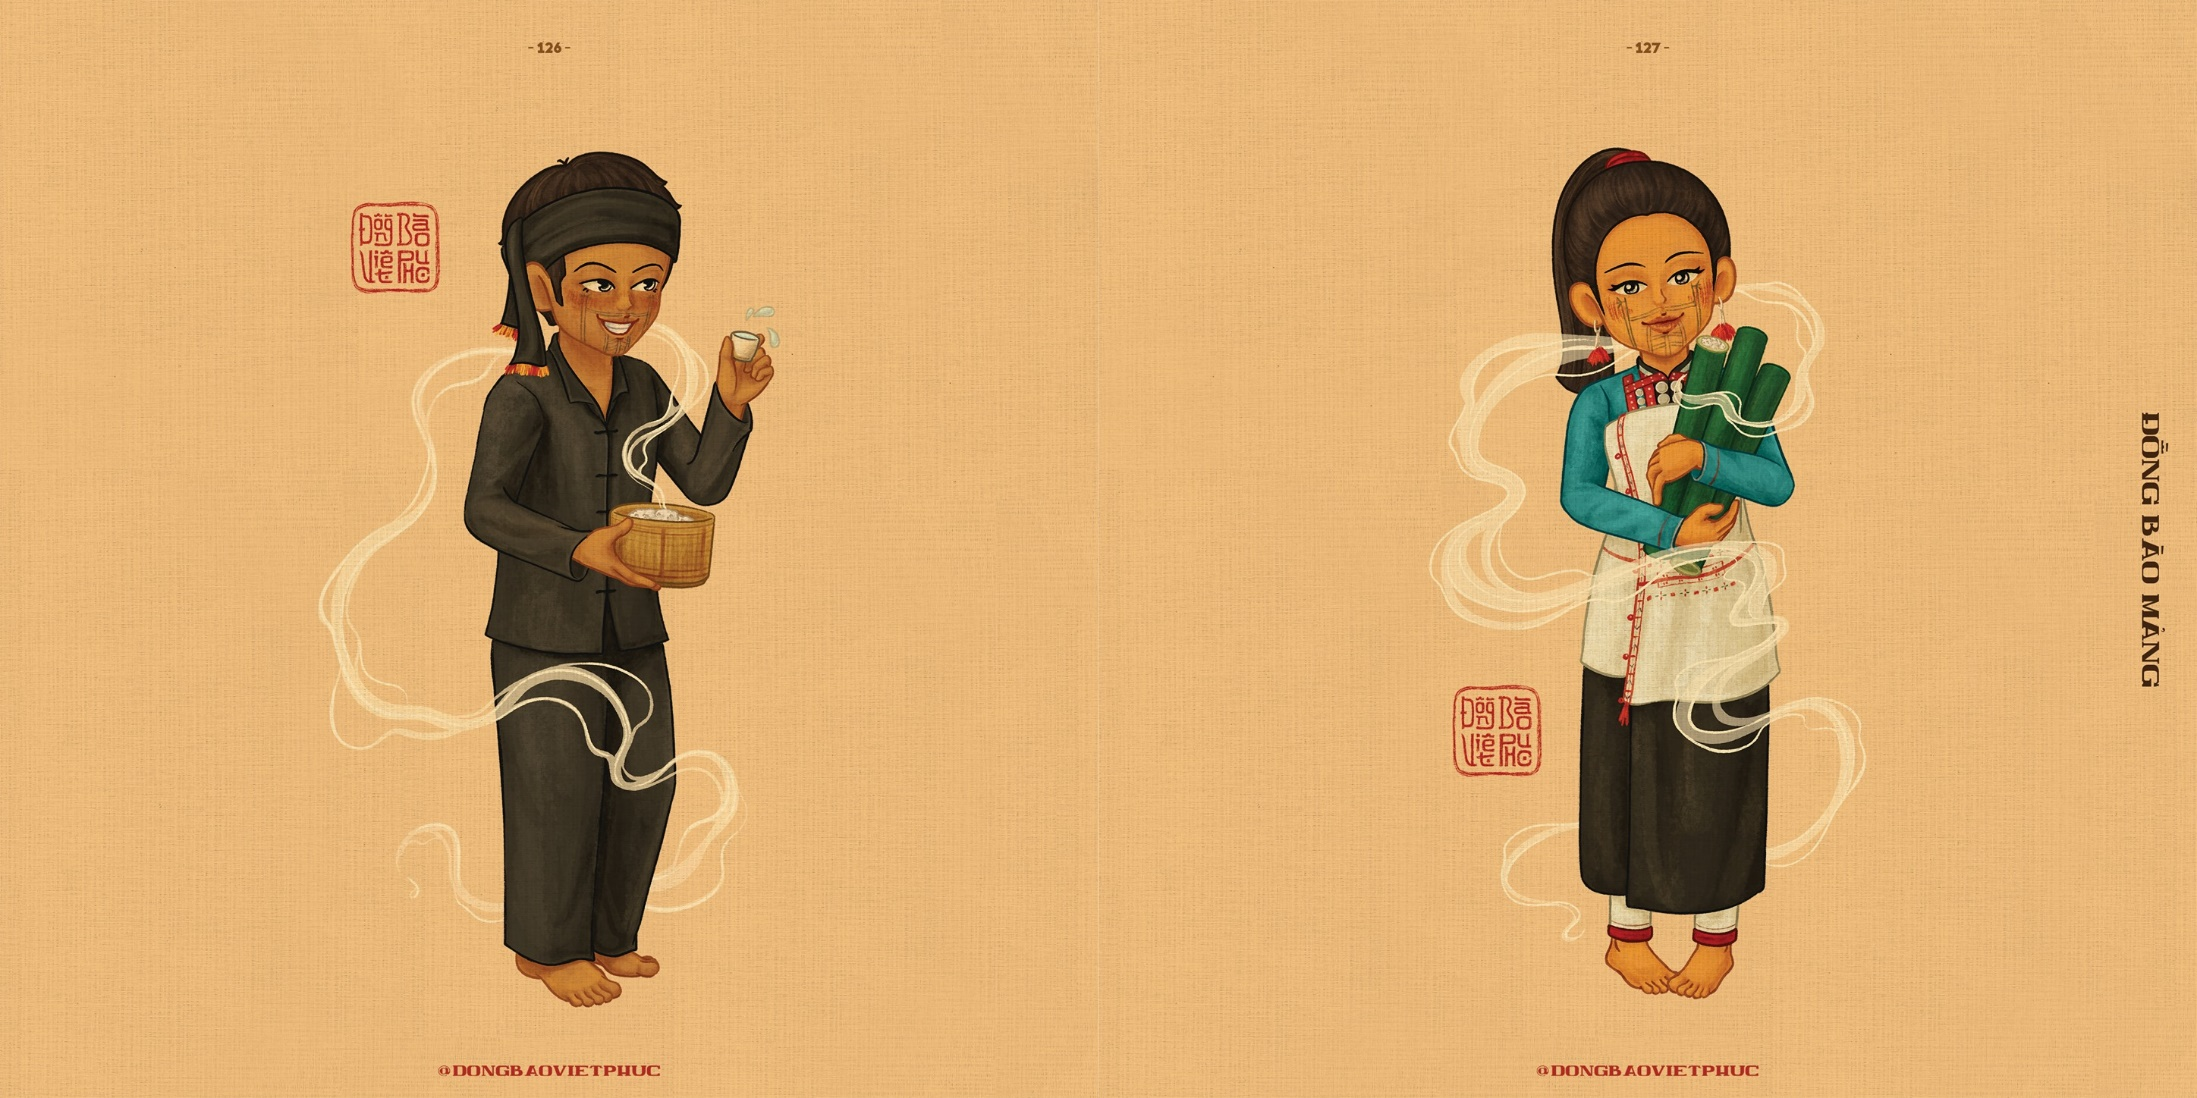 - 126 -
Đồng Bào
Việt Phục
@DONGBAOVIETPHUC
- 127 -
Đồng Bào
Việt Phục
ĐỒNG BÀO MẢNG
@DONGBAOVIETPHUC